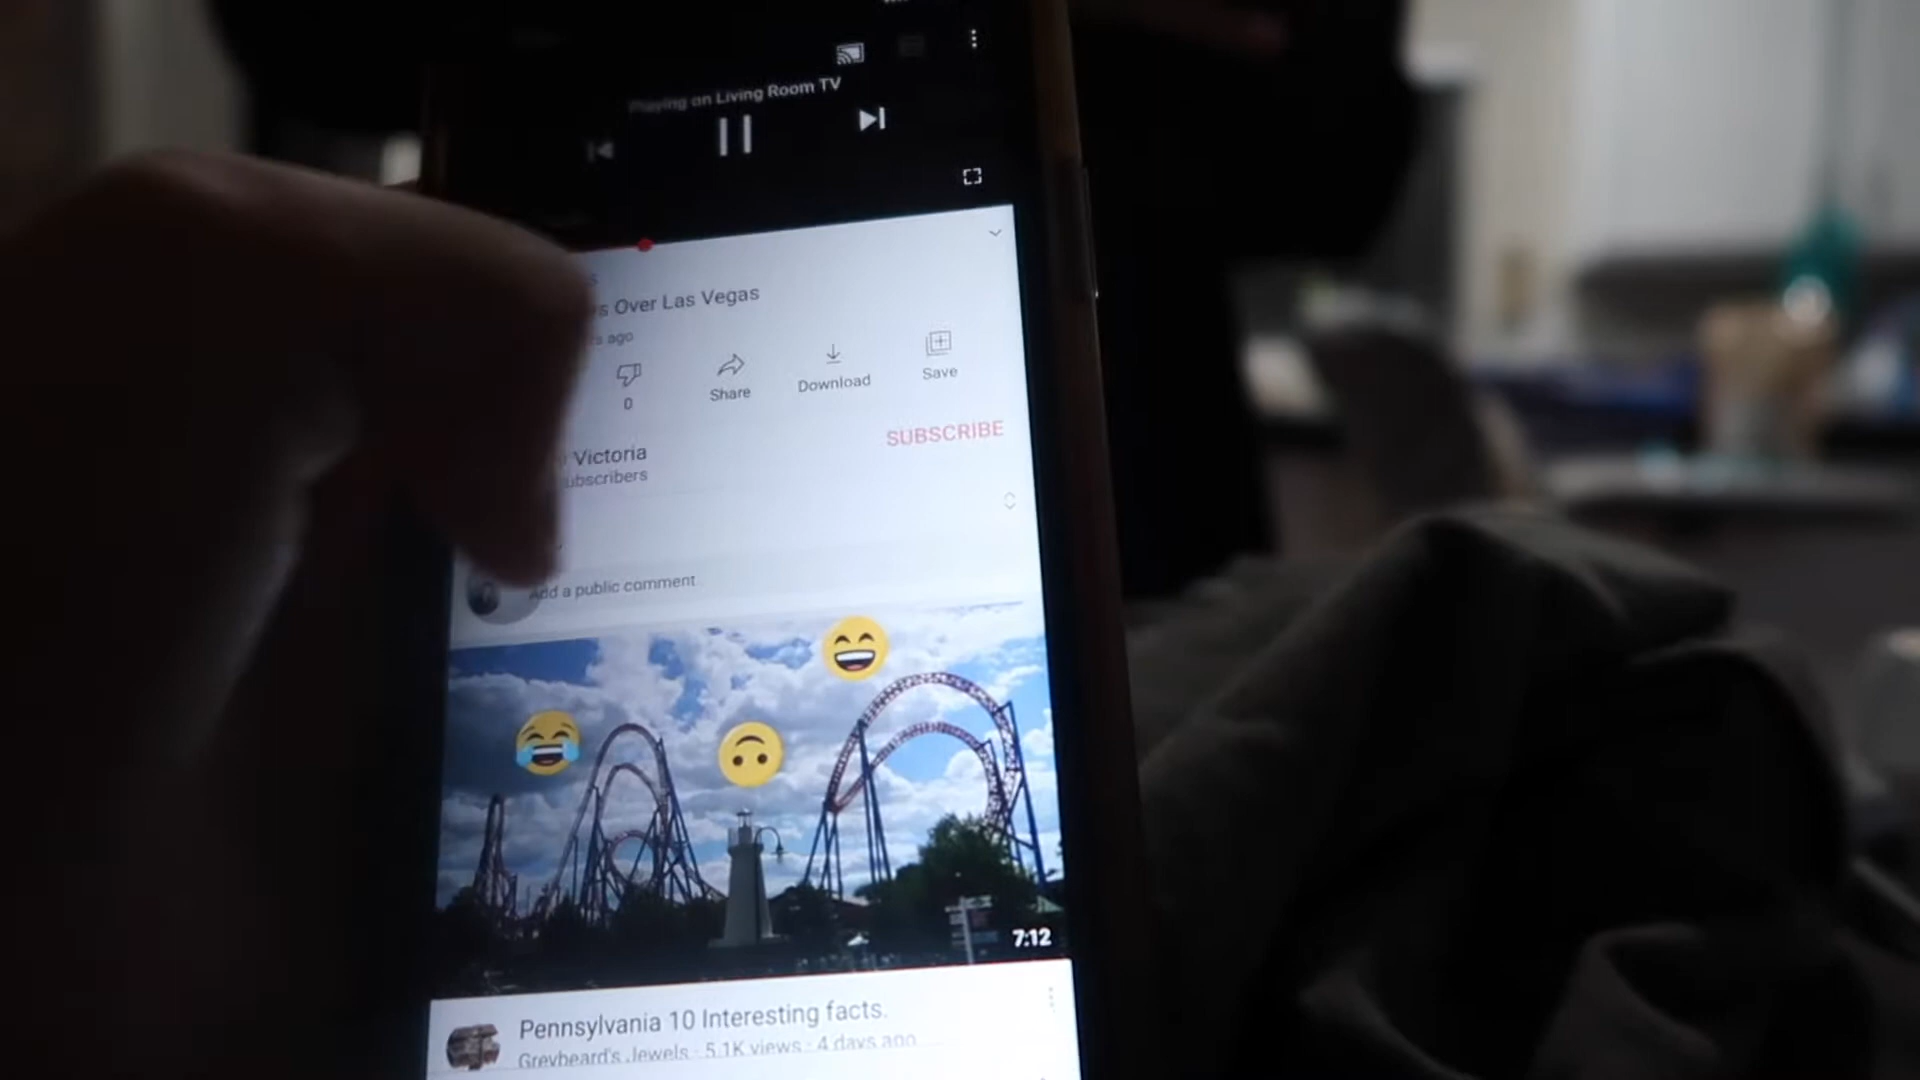 Playing on Living Room TV
s Over Las Vegas
s ago
0
Share
Download
Save
Victoria
ubscribers
SUBSCRIBE
Add a public comment
7:12
Pennsylvania 10 Interesting facts.
Greybeard's Jewels · 5.1K views · 4 days ago